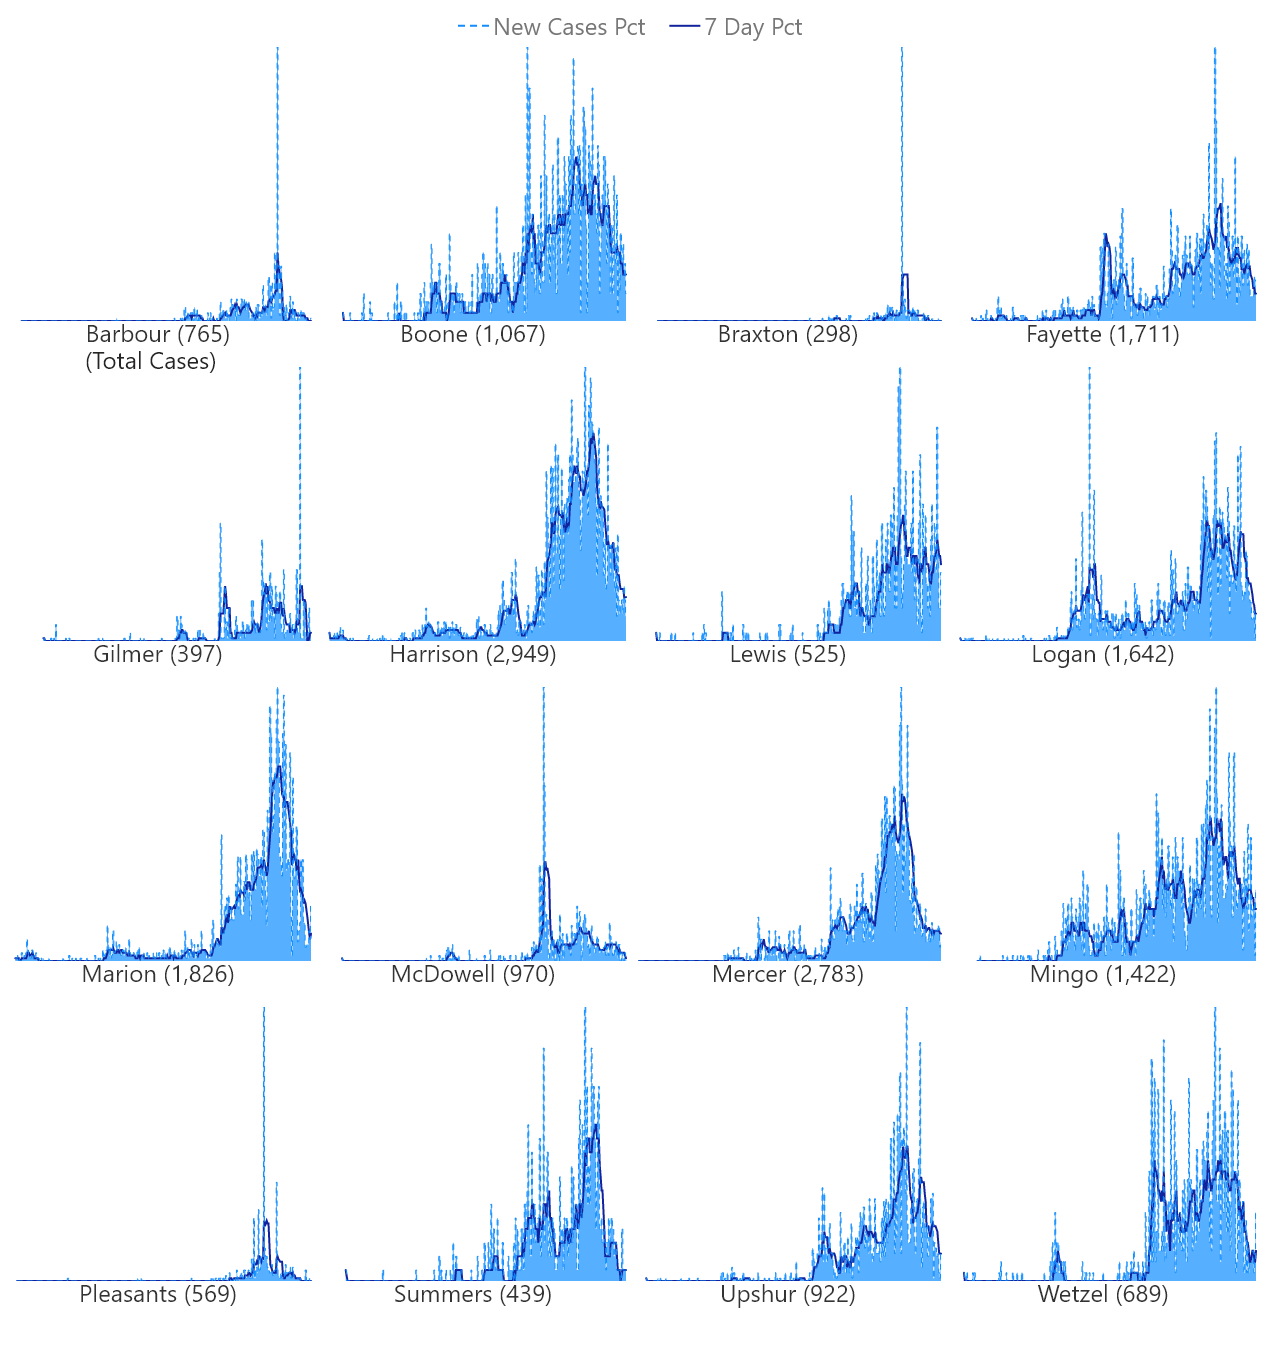 New Cases Pct 7 Day Pct
Barbour (765) Boone (1,067) Braxton (298) Fayette (1,711)
(Total Cases)
Gilmer (397) Harrison (2,949) Lewis (525) Logan (1,642)
Marion (1,826) McDowell (970) Mercer (2,783) Mingo (1,422)
Pleasants (569) Summers (439) Upshur (922) Wetzel (689)